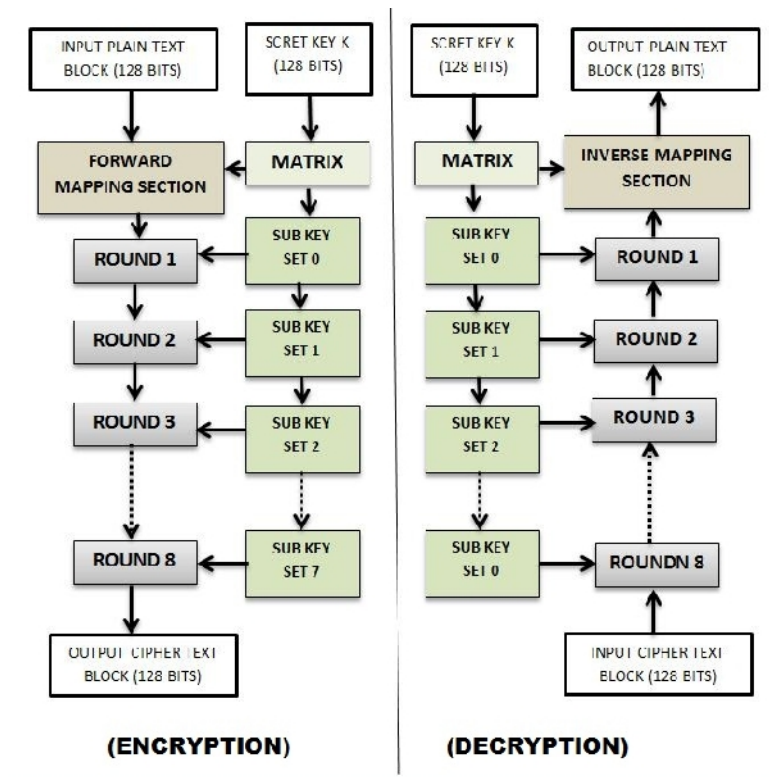 INPUT PLAIN TEXT
BLOCK (128 BITS)
SCRET KEY K
(128 BITS)
FORWARD
MAPPING SECTION
MATRIX
ROUND 1
SUB KEY
SET 0
ROUND 2
SUB KEY
SET 1
ROUND 3
SUB KEY
SET 2
ROUND 8
SUB KEY
SET 7
OUTPUT CIPHER TEXT
BLOCK (128 BITS)
(ENCRYPTION)
SCRET KEY K
(128 BITS)
OUTPUT PLAIN TEXT
BLOCK (128 BITS)
MATRIX
INVERSE MAPPING
SECTION
SUB KEY
SET 0
ROUND 1
SUB KEY
SET 1
ROUND 2
SUB KEY
SET 2
ROUND 3
SUB KEY
SET 0
ROUNDN 8
INPUT CIPHER TEXT
BLOCK (128 BITS)
(DECRYPTION)